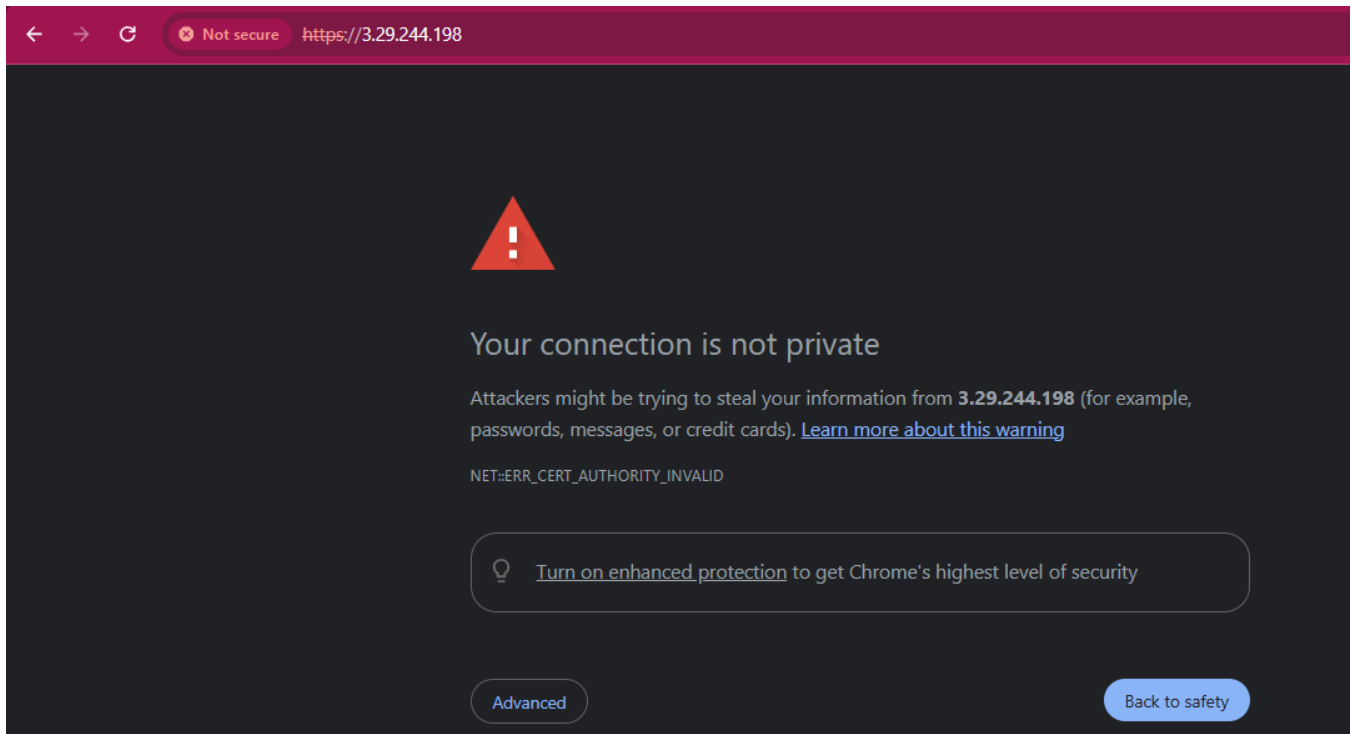 Not secure https://3.29.244.198
Your connection is not private
Attackers might be trying to steal your information from 3.29.244.198 (for example,
passwords, messages, or credit cards). Learn more about this warning
NET::ERR_CERT_AUTHORITY_INVALID
Turn on enhanced protection to get Chrome's highest level of security
Advanced
Back to safety